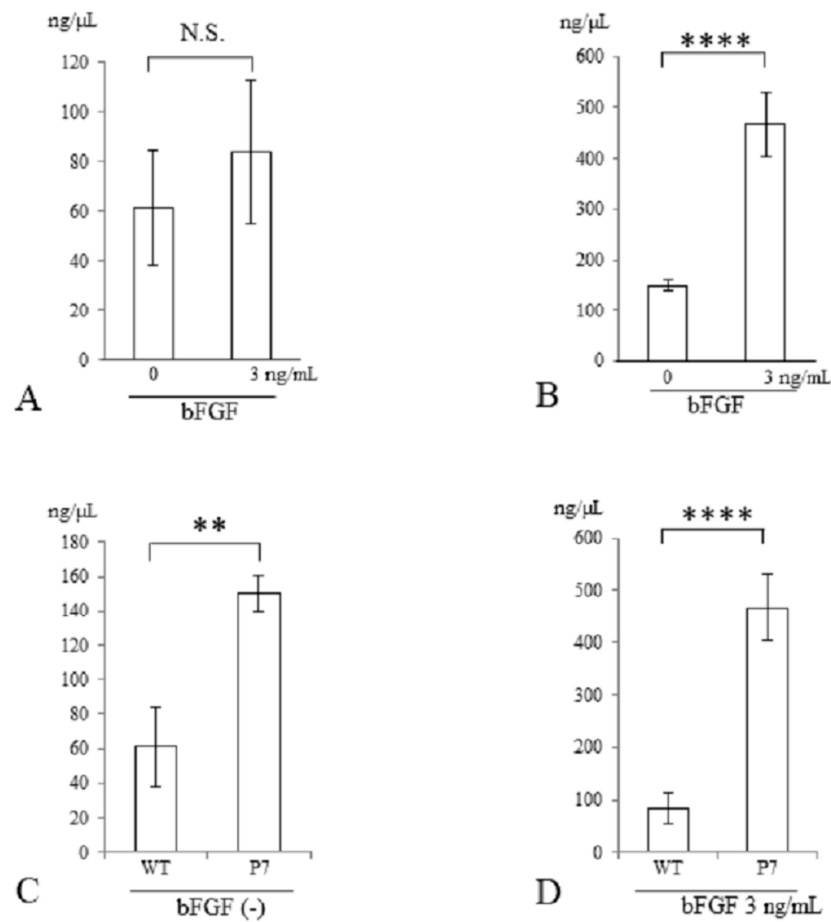 ng/μL
N.S.
120
100
80
60
40
20
0
0 3 ng/mL
bFGF
A
ng/μL
****
600
500
400
300
200
100
0
0 3 ng/mL
bFGF
B
ng/μL
**
180
160
140
120
100
80
60
40
20
0
WT P7
bFGF (-)
C
ng/μL
****
600
500
400
300
200
100
0
WT P7
bFGF 3 ng/mL
D